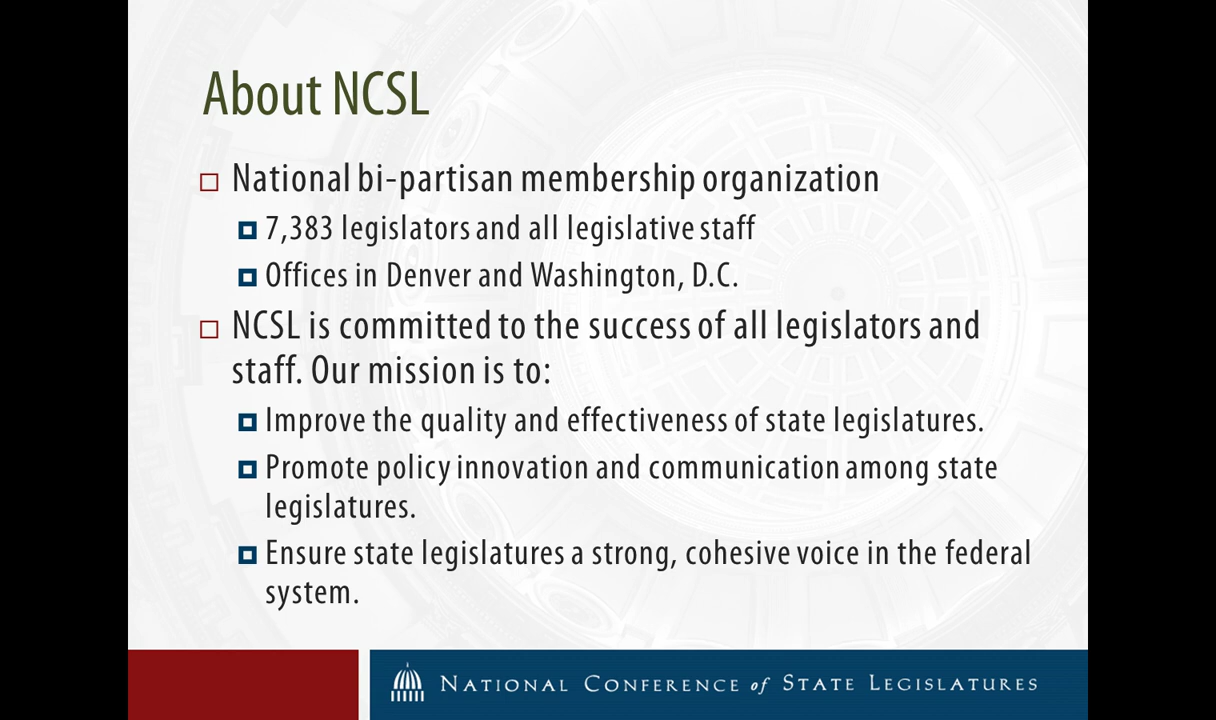 About NCSL
National bi-partisan membership organization
7,383 legislators and all legislative staff
Offices in Denver and Washington, D.C.
NCSL is committed to the success of all legislators and
staff. Our mission is to:
Improve the quality and effectiveness of state legislatures.
Promote policy innovation and communication among state
legislatures.
Ensure state legislatures a strong, cohesive voice in the federal
system.
NATIONAL CONFERENCE of STATE LEGISLATURES